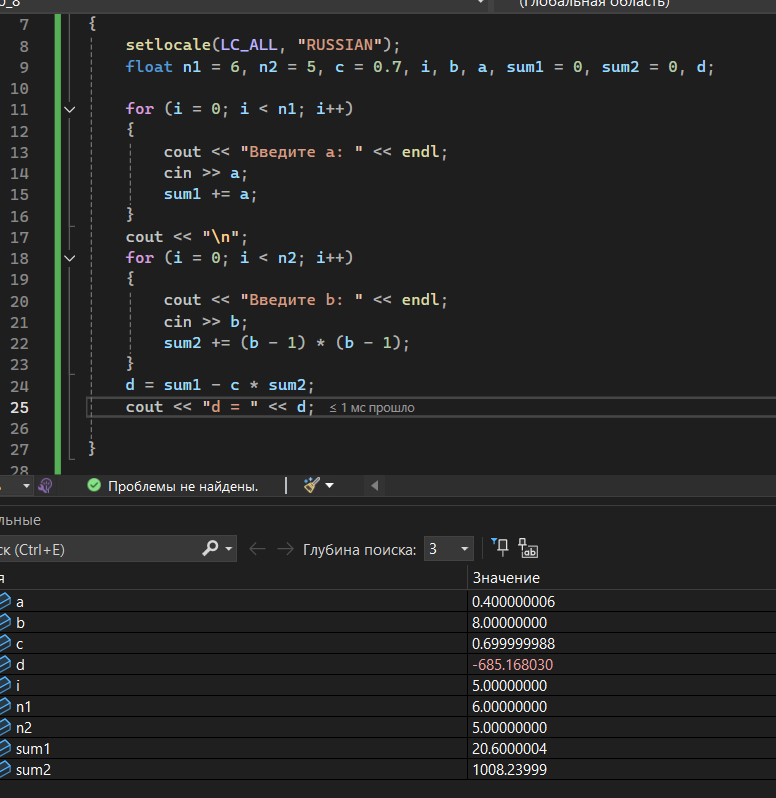 (Глобальная область)
7 {
8 setlocale(LC_ALL, "RUSSIAN");
9 float n1 = 6, n2 = 5, c = 0.7, i, b, a, sum1 = 0, sum2 = 0, d;
10
11 for (i = 0; i < n1; i++)
12 {
13 cout << "Введите a: " << endl;
14 cin >> a;
15 sum1 += a;
16 }
17 cout << "\n";
18 for (i = 0; i < n2; i++)
19 {
20 cout << "Введите b: " << endl;
21 cin >> b;
22 sum2 += (b - 1) * (b - 1);
23 }
24 d = sum1 - c * sum2;
25 cout << "d = " << d; ≤ 1 мс прошло
26
27 }
28
Проблемы не найдены.
льные
ск (Ctrl+E) Глубина поиска: 3
я Значение
a 0.400000006
b 8.00000000
c 0.699999988
d -685.168030
i 5.00000000
n1 6.00000000
n2 5.00000000
sum1 20.6000004
sum2 1008.23999